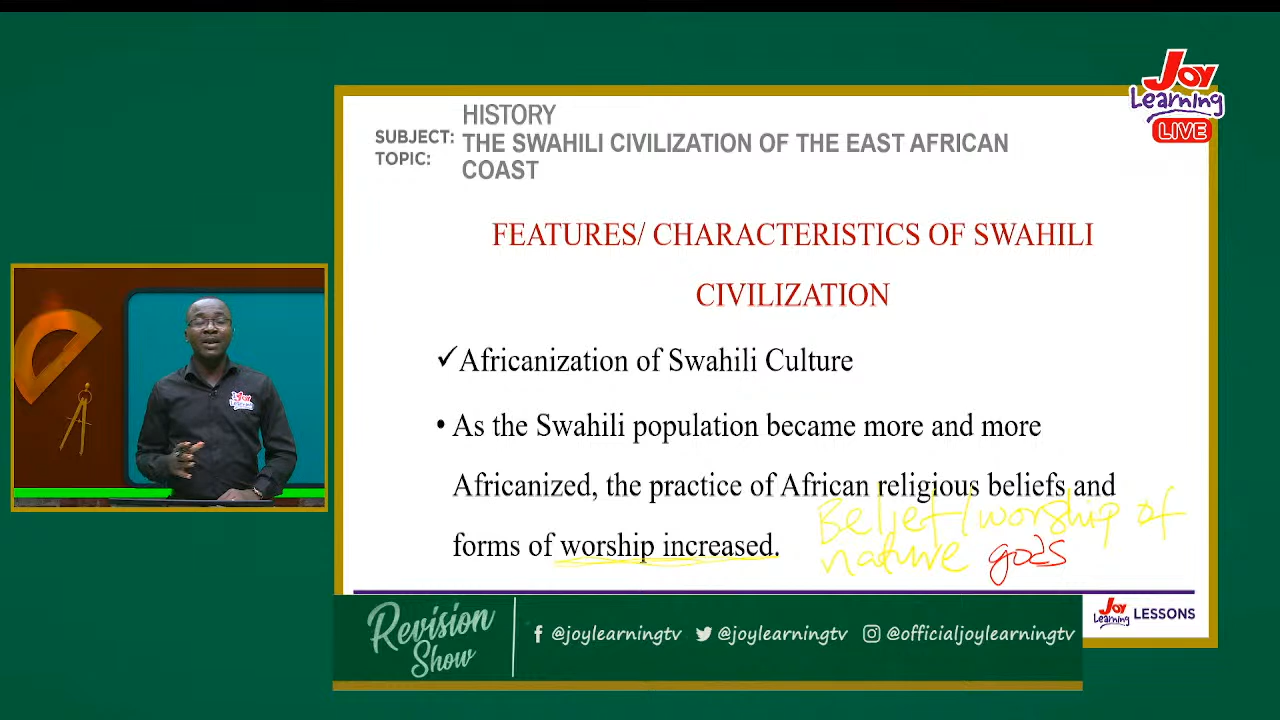 Joy
Learning
LIVE
HISTORY
SUBJECT: THE SWAHILI CIVILIZATION OF THE EAST AFRICAN
TOPIC: COAST
FEATURES/ CHARACTERISTICS OF SWAHILI
CIVILIZATION
✓Africanization of Swahili Culture
• As the Swahili population became more and more
Africanized, the practice of African religious beliefs and
forms of worship increased.
Belief/worship of
nature gods
Joy
Learning
Revision
Show
f @joylearningtv @joylearningtv @officialjoylearningtv
Joy
Learning LESSONS